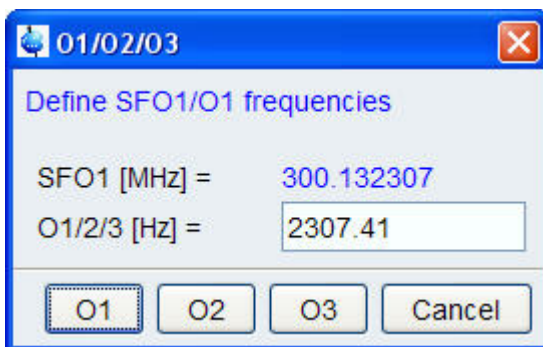 O1/O2/O3
Define SFO1/O1 frequencies
SFO1 [MHz] = 300.132307
O1/2/3 [Hz] = 2307.41
O1 O2 O3 Cancel